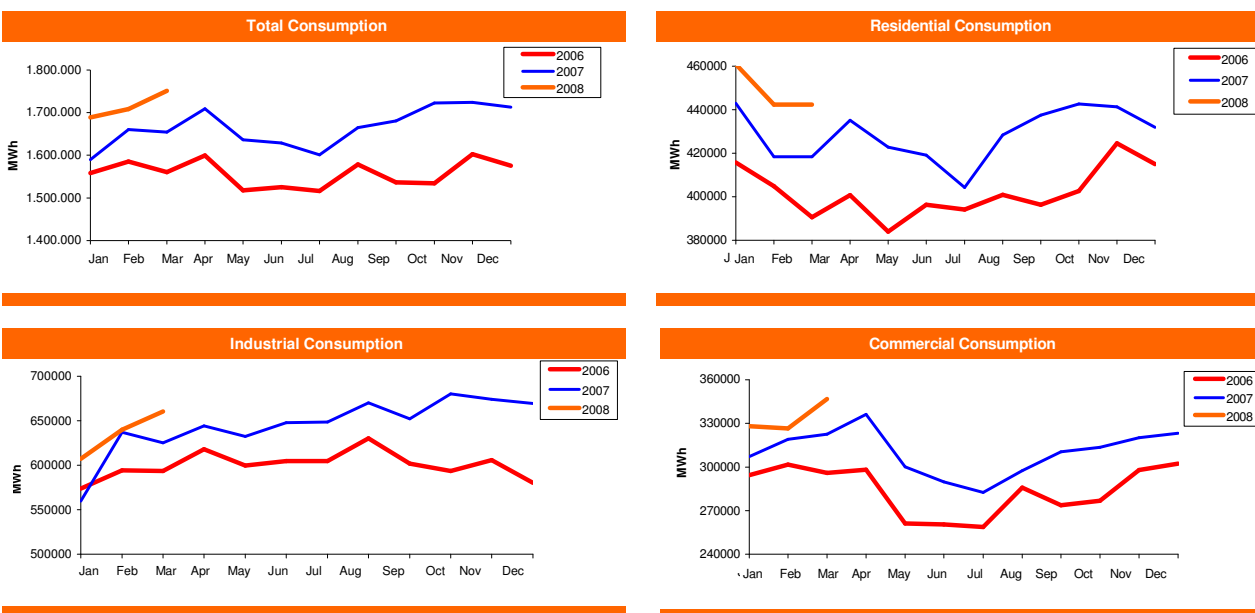 Total Consumption
2006
2007
2008
1.800.000
1.700.000
1.600.000
1.500.000
1.400.000
MWh
Jan Feb Mar Apr May Jun Jul Aug Sep Oct Nov Dec
Residential Consumption
2006
2007
2008
460000
440000
420000
400000
380000
MWh
J Jan Feb Mar Apr May Jun Jul Aug Sep Oct Nov Dec
Industrial Consumption
2006
2007
2008
700000
650000
600000
550000
500000
MWh
Jan Feb Mar Apr May Jun Jul Aug Sep Oct Nov Dec
Commercial Consumption
2006
2007
2008
360000
330000
300000
270000
240000
MWh
Jan Feb Mar Apr May Jun Jul Aug Sep Oct Nov Dec